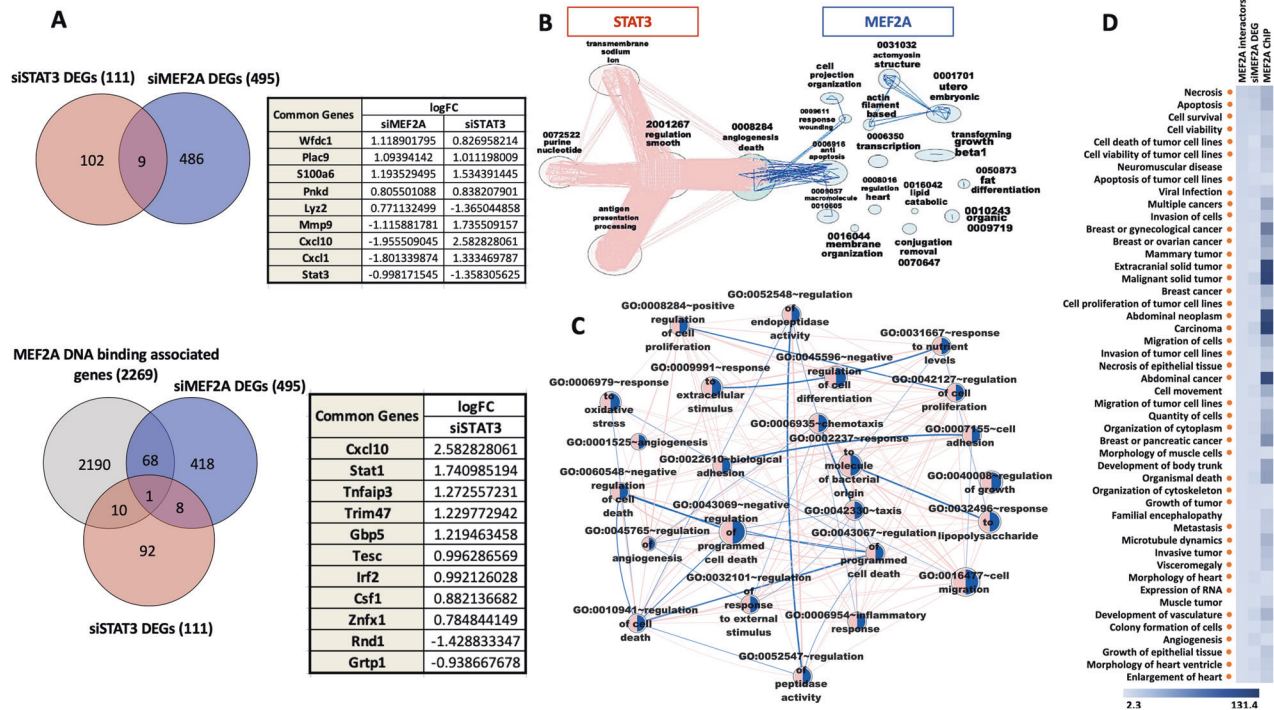 A
siSTAT3 DEGs (111)
siMEF2A DEGs (495)
102
9
486
Common Genes
logFC
siMEF2A
siSTAT3
Wfdc1 1.118901795 0.826958214
Plac9 1.09394142 1.011198009
S100a6 1.193529495 1.534391445
Pnkd 0.805501088 0.838207901
Lyz2 0.771132499 -1.365044858
Mmp9 -1.115881781 1.735509157
Cxcl10 -1.955509045 2.582828061
Cxcl1 -1.801339874 1.333469787
Stat3 -0.998171545 -1.358305625
MEF2A DNA binding associated
genes (2269)
siMEF2A DEGs (495)
2190
68
418
1
10
8
92
siSTAT3 DEGs (111)
Common Genes
logFC
siSTAT3
Cxcl10 2.582828061
Stat1 1.740985194
Tnfaip3 1.272557231
Trim47 1.229772942
Gbp5 1.219463458
Tesc 0.996286569
Irf2 0.992126028
Csf1 0.882136682
Znfx1 0.784844149
Rnd1 -1.428833347
Grtp1 -0.938667678
B
STAT3
MEF2A
transmembrane
sodium
ion
0072522
purine
nucleotide
2001267
regulation
smooth
0008284
angiogenesis
death
antigen
presentation
processing
cell
projection
organization
0031032
actomyosin
structure
0001701
utero
embryonic
actin
filament
based
0009611
response
wounding
0006916
anti
apoptosis
0006350
transcription
transforming
growth
beta1
0050873
fat
differentiation
0009057
macromolecule
0010605
0008016
regulation
heart
0016042
lipid
catabolic
0010243
organic
0009719
0016044
membrane
organization
conjugation
removal
0070647
C
GO:0052548~regulation
of
endopeptidase
activity
GO:0008284~positive
regulation
of cell
proliferation
GO:0031667~response
to nutrient
levels
GO:0045596~negative
regulation
of cell
differentiation
GO:0009991~response
to
extracellular
stimulus
GO:0042127~regulation
of cell
proliferation
GO:0006979~response
to
oxidative
stress
GO:0006935~chemotaxis
GO:0002237~response
to
molecule
of bacterial
origin
GO:0007155~cell
adhesion
GO:0001525~angiogenesis
GO:0022610~biological
adhesion
GO:0060548~negative
regulation
of cell
death
GO:0040008~regulation
of growth
GO:0043069~negative
regulation
of
programmed
cell death
GO:0042330~taxis
GO:0032496~response
to
lipopolysaccharide
GO:0045765~regulation
of
angiogenesis
GO:0043067~regulation
of
programmed
cell death
GO:0032101~regulation
of
response
to external
stimulus
GO:0016477~cell
migration
GO:0010941~regulation
of cell
death
GO:0006954~inflammatory
response
GO:0052547~regulation
of
peptidase
activity
D
MEF2A interactors
siMEF2A DEG
MEF2A ChIP
Necrosis
Apoptosis
Cell survival
Cell viability
Cell death of tumor cell lines
Cell viability of tumor cell lines
Neuromuscular disease
Apoptosis of tumor cell lines
Viral Infection
Multiple cancers
Invasion of cells
Breast or gynecological cancer
Breast or ovarian cancer
Mammary tumor
Extracranial solid tumor
Malignant solid tumor
Breast cancer
Cell proliferation of tumor cell lines
Abdominal neoplasm
Carcinoma
Migration of cells
Invasion of tumor cell lines
Necrosis of epithelial tissue
Abdominal cancer
Cell movement
Migration of tumor cell lines
Quantity of cells
Organization of cytoplasm
Breast or pancreatic cancer
Morphology of muscle cells
Development of body trunk
Organismal death
Organization of cytoskeleton
Growth of tumor
Familial encephalopathy
Metastasis
Microtubule dynamics
Invasive tumor
Visceromegaly
Morphology of heart
Expression of RNA
Muscle tumor
Development of vasculature
Colony formation of cells
Angiogenesis
Growth of epithelial tissue
Morphology of heart ventricle
Enlargement of heart
2.3
131.4